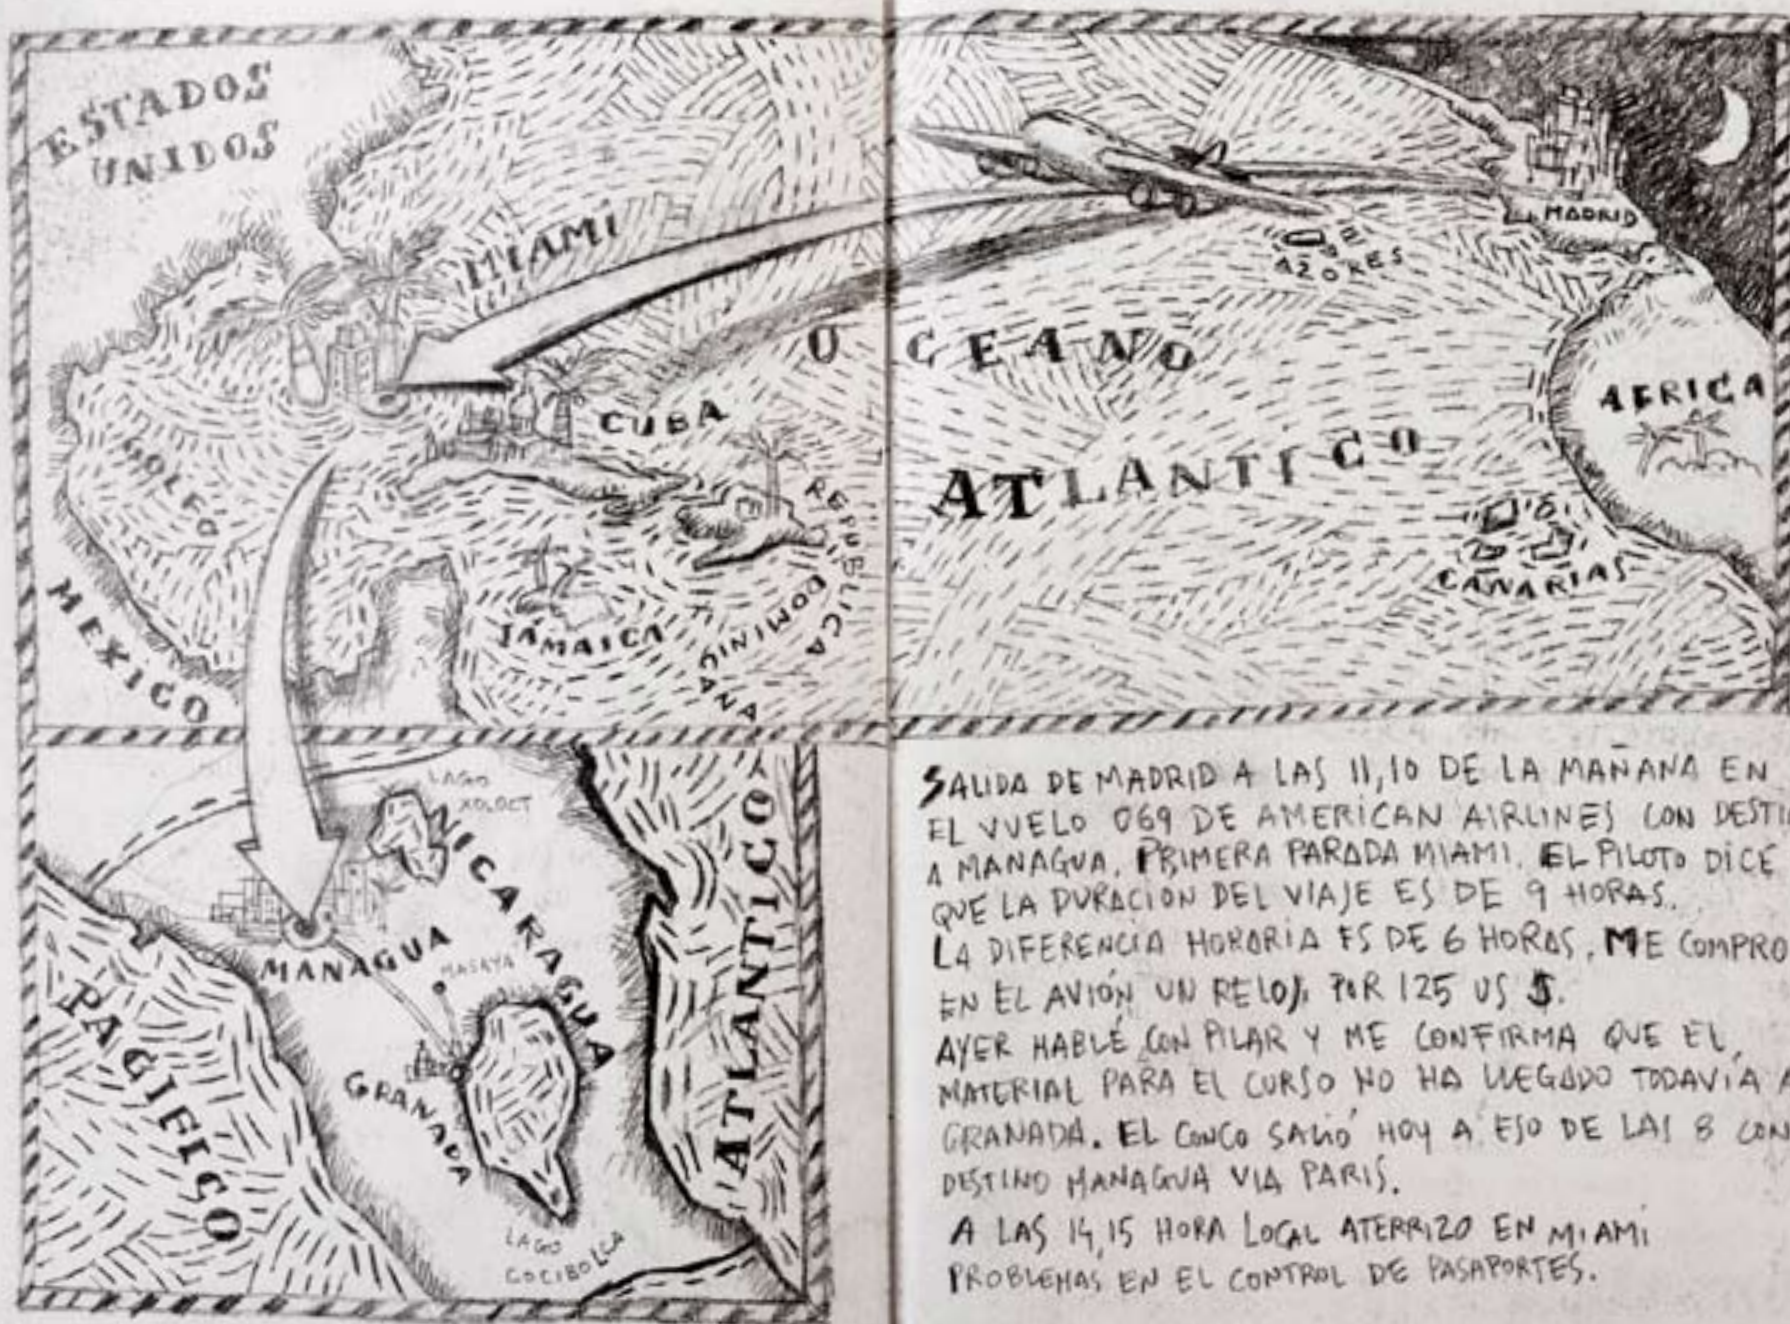 ESTADOS
UNIDOS
MIAMI
MADRID
AZORES
OCEANO
ATLANTICO
AFRICA
CUBA
GOLFO
REPUBLICA
DOMINICANA
MEXICO
JAMAICA
CANARIAS
LAGO
XOLOCT
NICARAGUA
MANAGUA
MASAYA
PACIFICO
GRANADA
ATLANTICO
LAGO
COCIBOLCA
SALIDA DE MADRID A LAS 11,10 DE LA MAÑANA EN
EL VUELO 069 DE AMERICAN AIRLINES CON DESTI
A MANAGUA. PRIMERA PARADA MIAMI. EL PILOTO DICE
QUE LA DURACION DEL VIAJE ES DE 9 HORAS.
LA DIFERENCIA HORARIA ES DE 6 HORAS. ME COMPRO
EN EL AVIÓN UN RELOJ POR 125 US $.
AYER HABLÉ CON PILAR Y ME CONFIRMA QUE EL
MATERIAL PARA EL CURSO NO HA LLEGADO TODAVÍA A
GRANADA. EL CONCO SALIÓ HOY A ESO DE LAS 8 CON
DESTINO MANAGUA VIA PARIS.
A LAS 14,15 HORA LOCAL ATERRIZO EN MIAMI
PROBLEMAS EN EL CONTROL DE PASAPORTES.